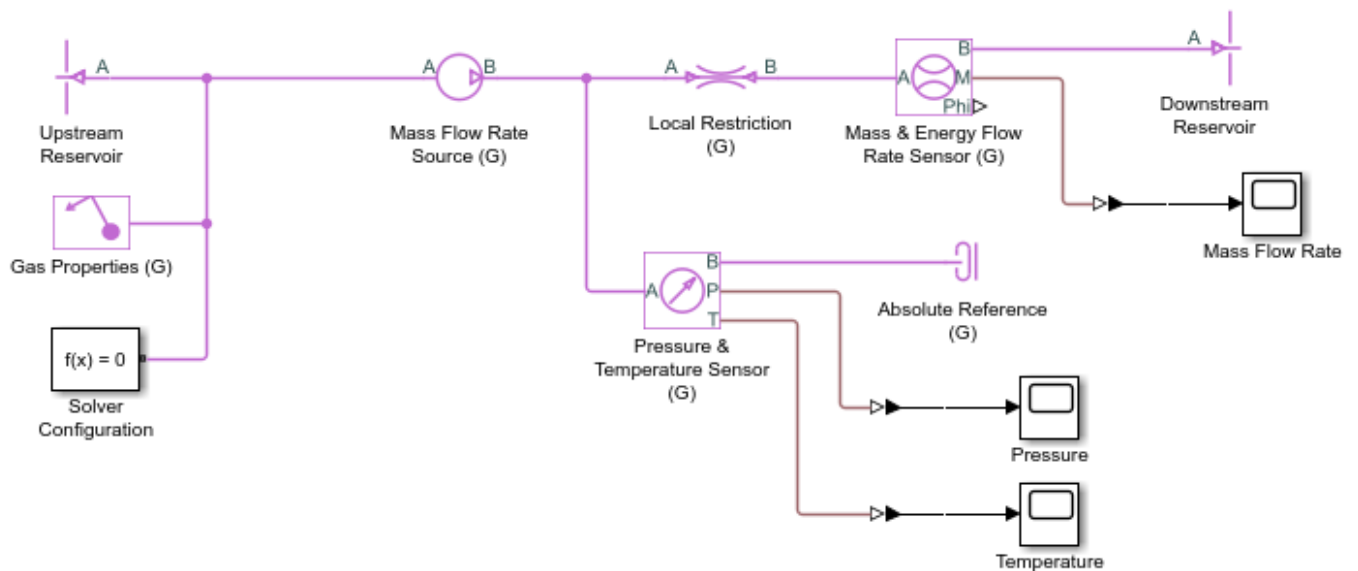 A
Upstream
Reservoir
A
B
Mass Flow Rate
Source (G)
A
B
Local Restriction
(G)
A
B
M
Phi
Mass & Energy Flow
Rate Sensor (G)
A
Downstream
Reservoir
Mass Flow Rate
Gas Properties (G)
f(x) = 0
Solver
Configuration
A
B
P
T
Pressure &
Temperature Sensor
(G)
Absolute Reference
(G)
Pressure
Temperature